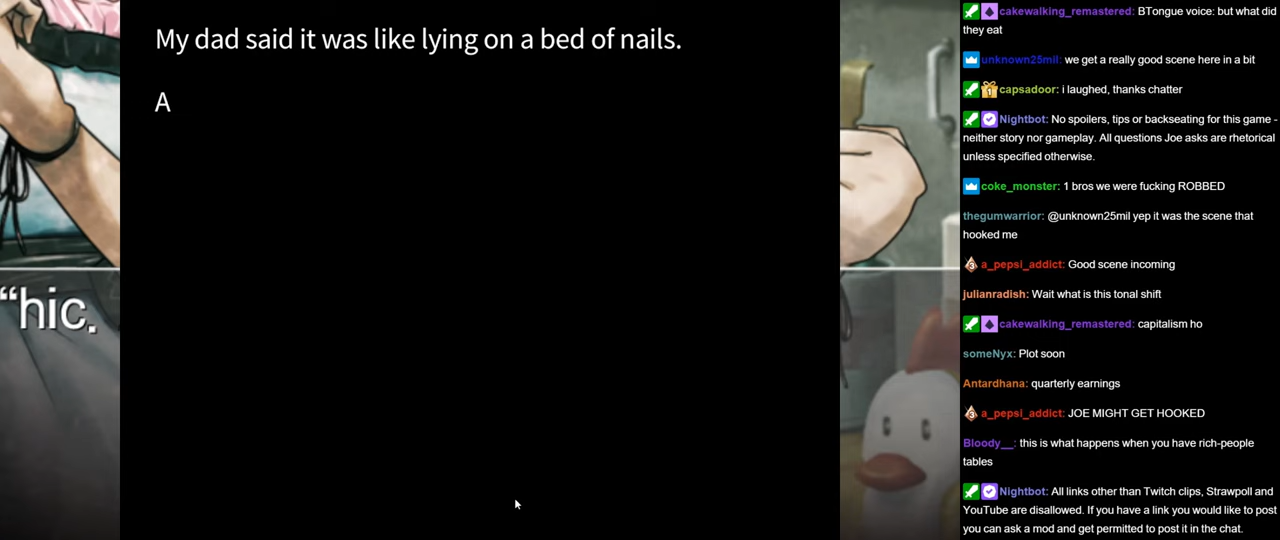 My dad said it was like lying on a bed of nails.
A
“hic.
cakewalking_remastered: BTongue voice: but what did
they eat
unknown25mil: we get a really good scene here in a bit
capsadoor: i laughed, thanks chatter
Nightbot: No spoilers, tips or backseating for this game -
neither story nor gameplay. All questions Joe asks are rhetorical
unless specified otherwise.
coke_monster: 1 bros we were fucking ROBBED
thegumwarrior: @unknown25mil yep it was the scene that
hooked me
3
a_pepsi_addict: Good scene incoming
julianradish: Wait what is this tonal shift
cakewalking_remastered: capitalism ho
someNyx: Plot soon
Antardhana: quarterly earnings
3
a_pepsi_addict: JOE MIGHT GET HOOKED
Bloody__: this is what happens when you have rich-people
tables
Nightbot: All links other than Twitch clips, Strawpoll and
YouTube are disallowed. If you have a link you would like to post
you can ask a mod and get permitted to post it in the chat.